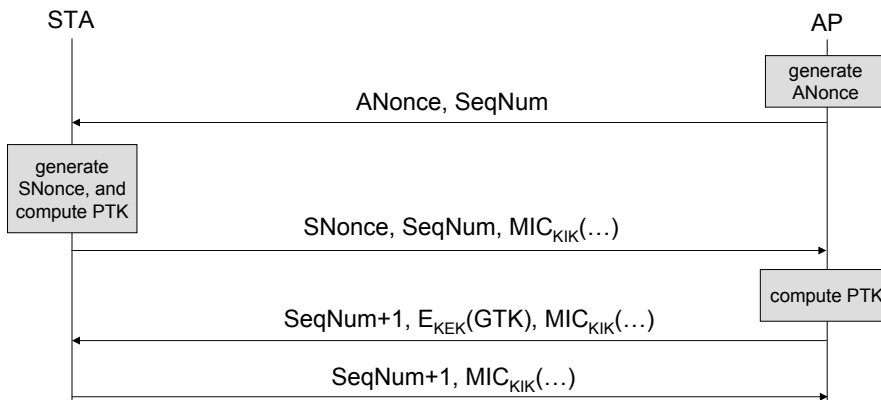 STA
AP
generate
ANonce
ANonce, SeqNum
generate
SNonce, and
compute PTK
SNonce, SeqNum, MIC_KIK(…)
compute PTK
SeqNum+1, E_KEK(GTK), MIC_KIK(…)
SeqNum+1, MIC_KIK(…)